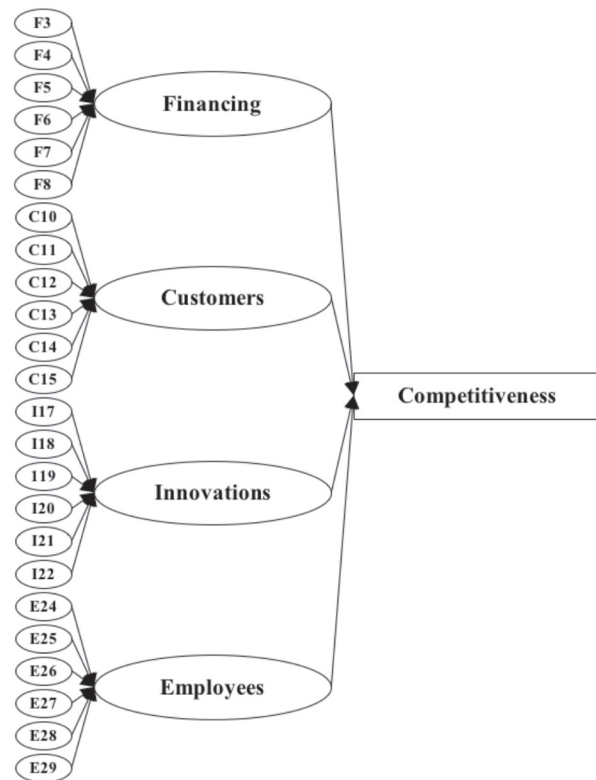 F3
F4
F5
F6
F7
F8
Financing
C10
C11
C12
C13
C14
C15
Customers
Competitiveness
I17
I18
119
I20
I21
I22
Innovations
E24
E25
E26
E27
E28
E29
Employees